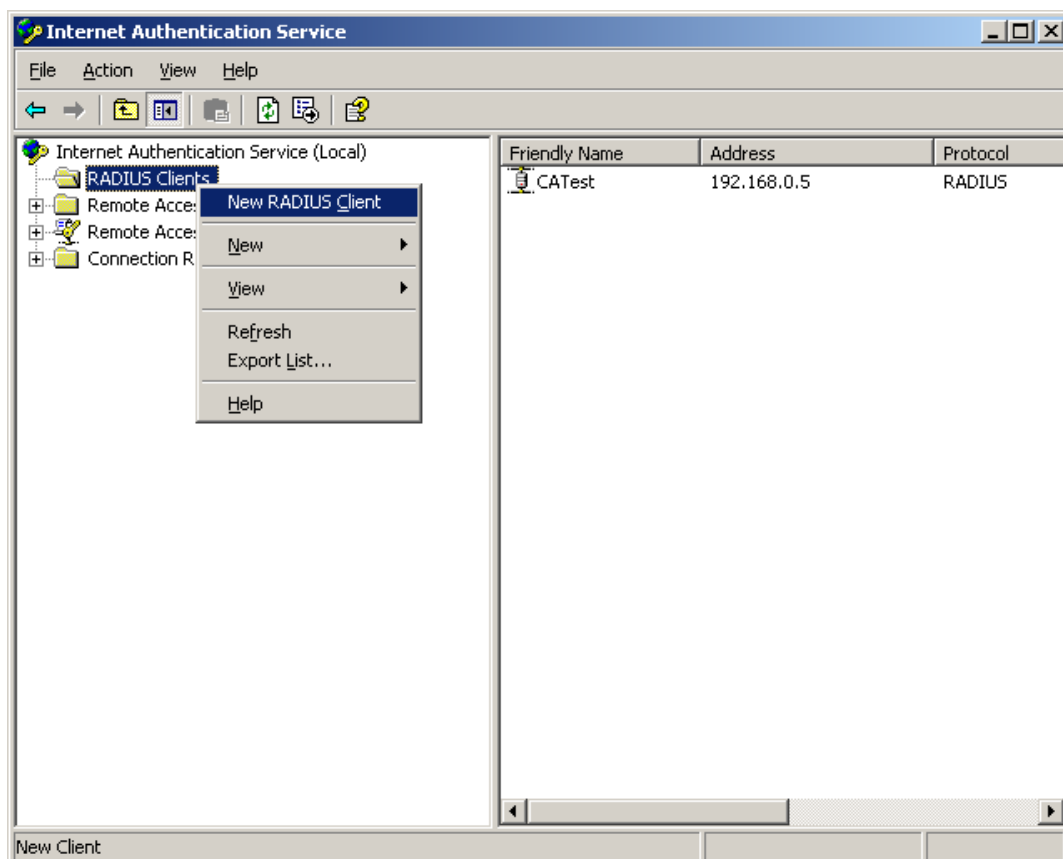 Internet Authentication Service
File Action View Help
Internet Authentication Service (Local)
RADIUS Clients
Remote Acce
Remote Acce
Connection R
New RADIUS Client
New
View
Refresh
Export List...
Help
Friendly Name Address Protocol
CATest 192.168.0.5 RADIUS
New Client